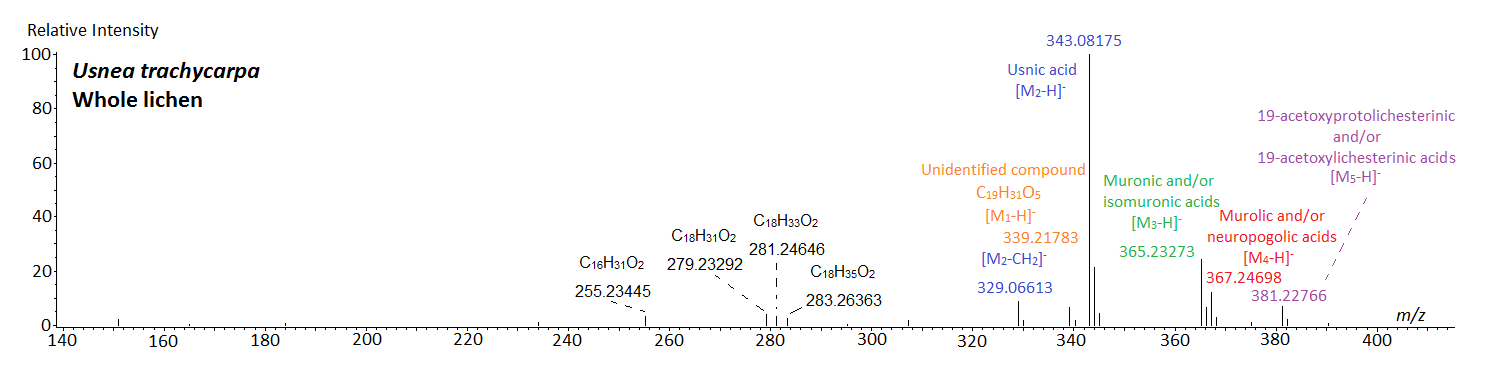 Relative Intensity
Usnea trachycarpa
Whole lichen
343.08175
Usnic acid
[M₂-H]⁻
19-acetoxyprotolichesterinic
and/or
19-acetoxylichesterinic acids
[M₅-H]⁻
Unidentified compound
C₁₉H₃₁O₅
[M₁-H]⁻
339.21783
[M₂-CH₂]⁻
329.06613
Muronic and/or
isomuronic acids
[M₃-H]⁻
365.23273
Murolic and/or
neuropogolic acids
[M₄-H]⁻
367.24698
381.22766
C₁₆H₃₁O₂
255.23445
C₁₈H₃₁O₂
279.23292
C₁₈H₃₃O₂
281.24646
C₁₈H₃₅O₂
283.26363
100
80
60
40
20
0
m/z
140 160 180 200 220 240 260 280 300 320 340 360 380 400